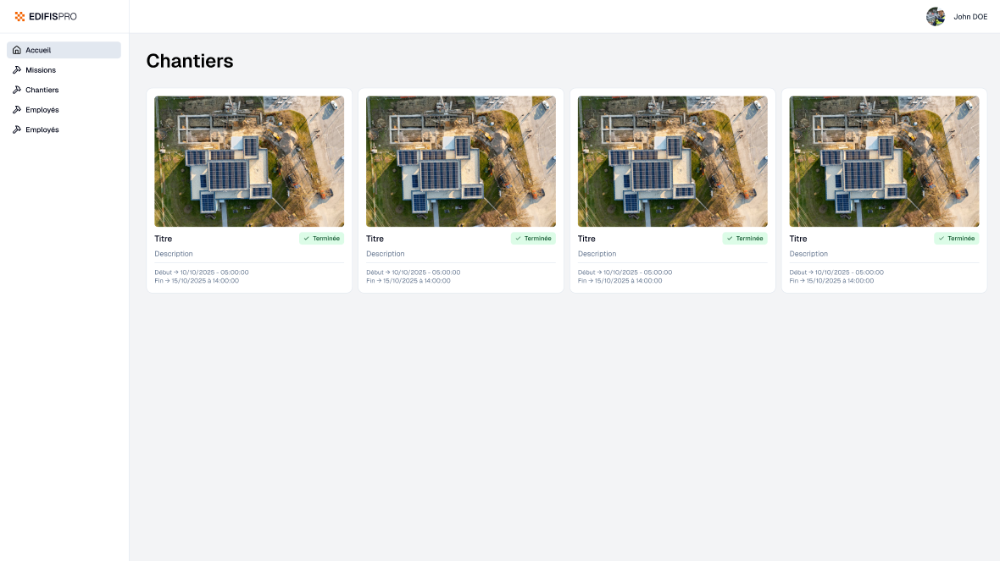 EDIFISPRO
John DOE
Accueil
Missions
Chantiers
Employés
Employés
Chantiers
Titre
Terminée
Description
Début → 10/10/2025 - 05:00:00
Fin → 15/10/2025 à 14:00:00
Titre
Terminée
Description
Début → 10/10/2025 - 05:00:00
Fin → 15/10/2025 à 14:00:00
Titre
Terminée
Description
Début → 10/10/2025 - 05:00:00
Fin → 15/10/2025 à 14:00:00
Titre
Terminée
Description
Début → 10/10/2025 - 05:00:00
Fin → 15/10/2025 à 14:00:00